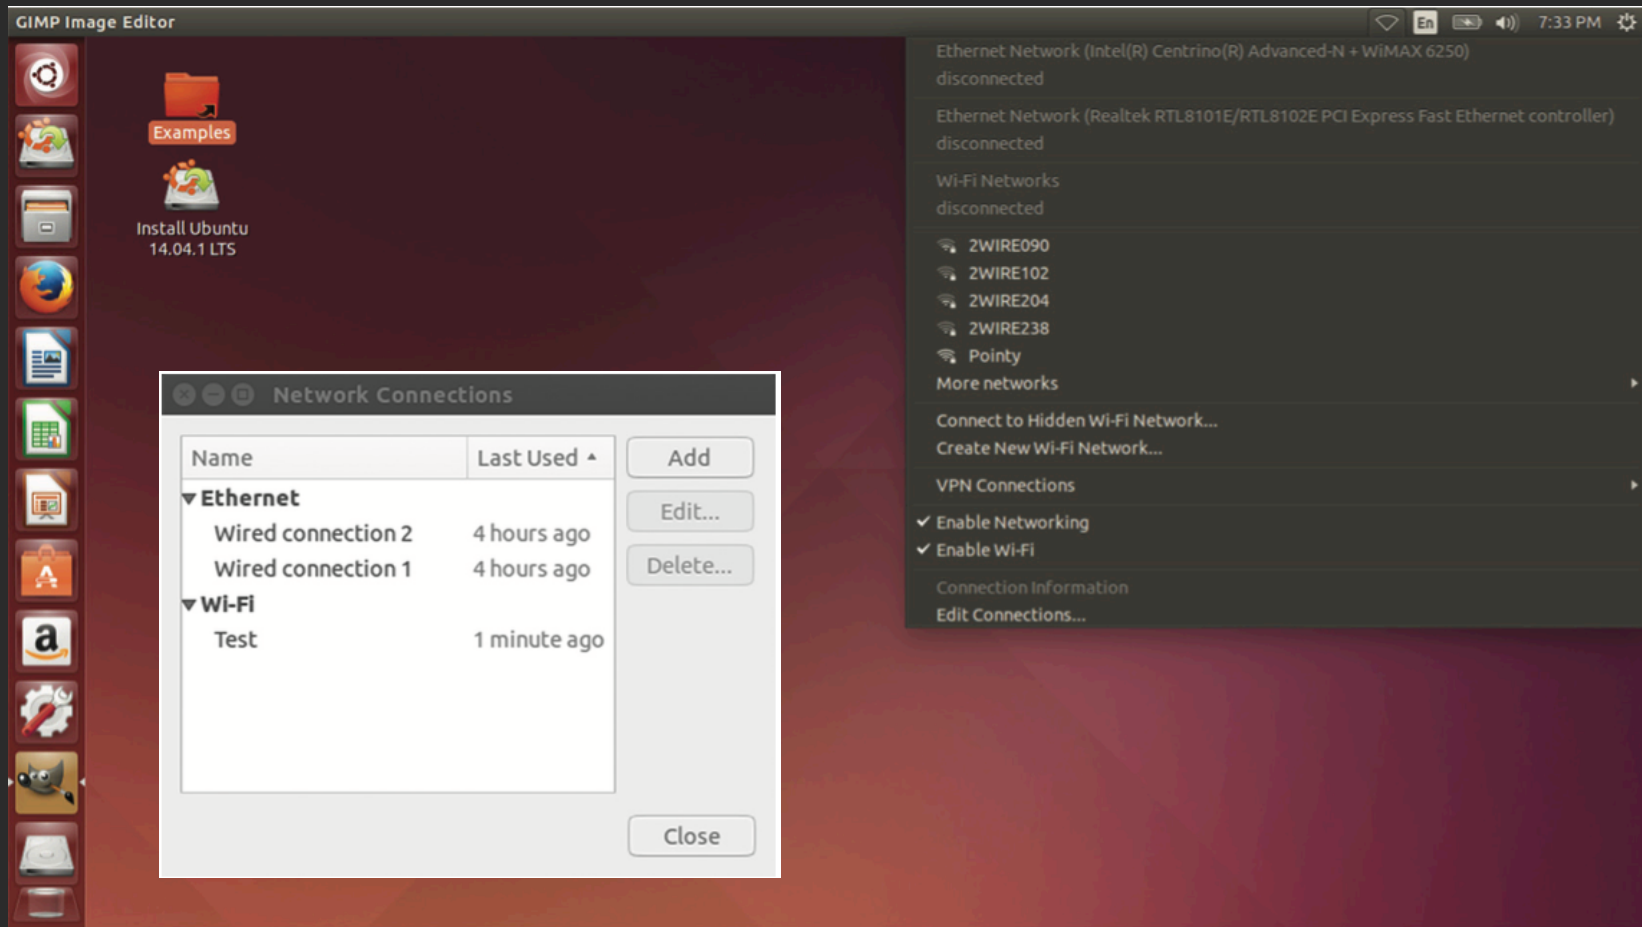 GIMP Image Editor
En
7:33 PM
Examples
Install Ubuntu
14.04.1 LTS
Ethernet Network (Intel(R) Centrino(R) Advanced-N + WiMAX 6250)
disconnected
Ethernet Network (Realtek RTL8101E/RTL8102E PCI Express Fast Ethernet controller)
disconnected
Wi-Fi Networks
disconnected
2WIRE090
2WIRE102
2WIRE204
2WIRE238
Pointy
More networks
Connect to Hidden Wi-Fi Network...
Create New Wi-Fi Network...
VPN Connections
Enable Networking
Enable Wi-Fi
Connection Information
Edit Connections...
Network Connections
Name
Last Used
Add
Ethernet
Edit...
Wired connection 2
4 hours ago
Wired connection 1
4 hours ago
Delete...
Wi-Fi
Test
1 minute ago
Close
a